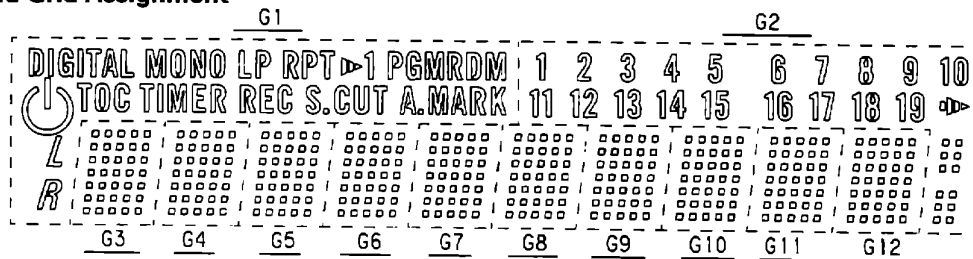 Grid Assignment
G1 G2
DIGITAL MONO LP RPT 1 PGM RDM 1 2 3 4 5 6 7 8 9 10
TOC TIMER REC S.CUT A.MARK 11 12 13 14 15 16 17 18 19
L
R
G3 G4 G5 G6 G7 G8 G9 G10 G11 G12